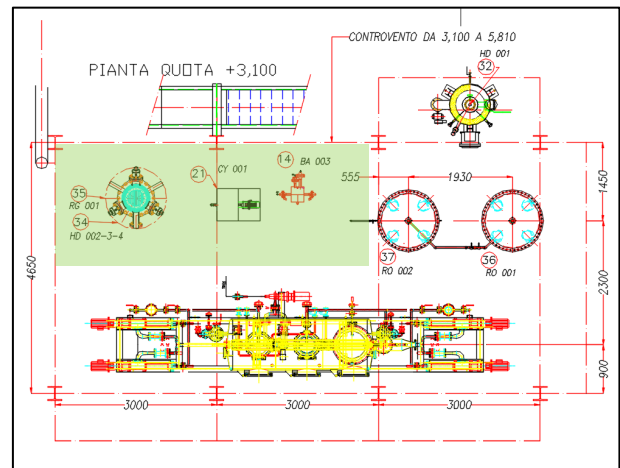 CONTROVENTO DA 3,100 A 5,810
HD 001
32
PIANTA QUOTA +3,100
14 BA 003
21 CY 001
555
1930
1450
35
RG 001
34
HD 002-3-4
37
RO 002
36
RO 001
4650
2300
900
3000
3000
3000